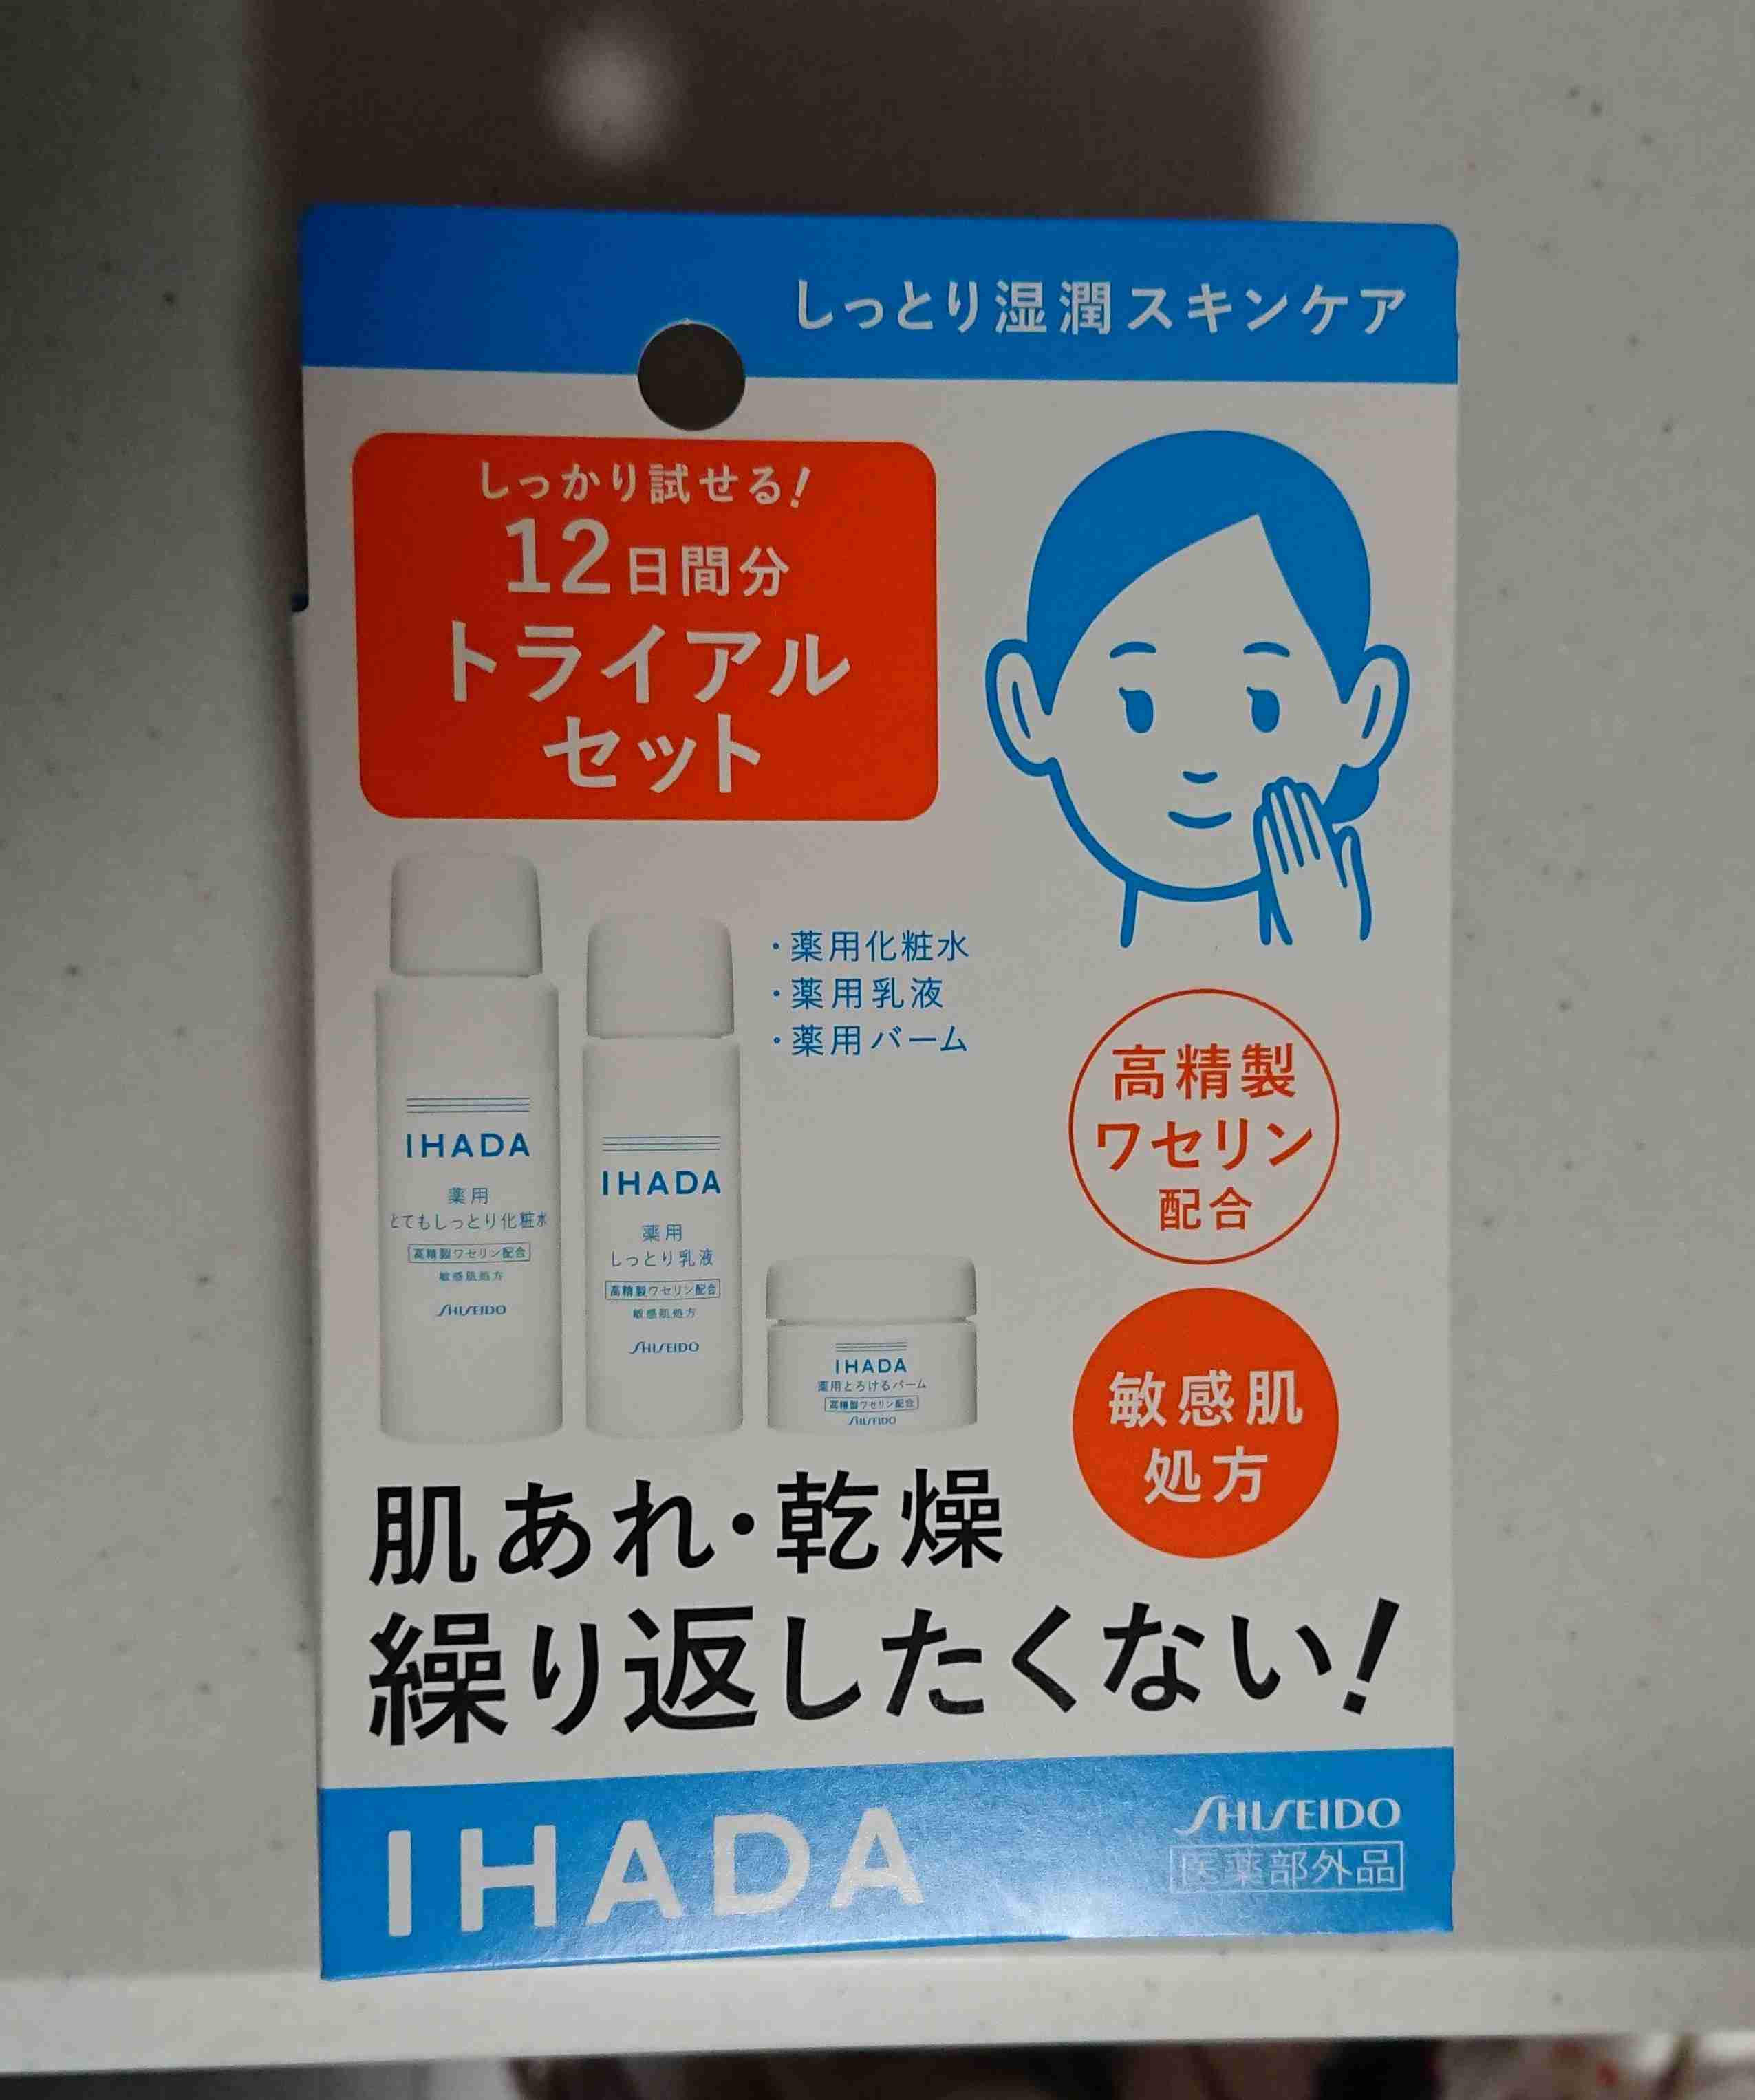 しっとり湿潤スキンケア
しっかり試せる!
12日間分
トライアル
セット
・薬用化粧水
・薬用乳液
・薬用バーム
高精製
ワセリン
配合
敏感肌
処方
IHADA
薬用
とてもしっとり化粧水
高精製ワセリン配合
敏感肌処方
SHISEIDO
IHADA
薬用
しっとり乳液
高精製ワセリン配合
敏感肌処方
SHISEIDO
IHADA
薬用とろけるバーム
高精製ワセリン配合
SHISEIDO
肌あれ・乾燥
繰り返したくない!
IHADA
SHISEIDO
医薬部外品